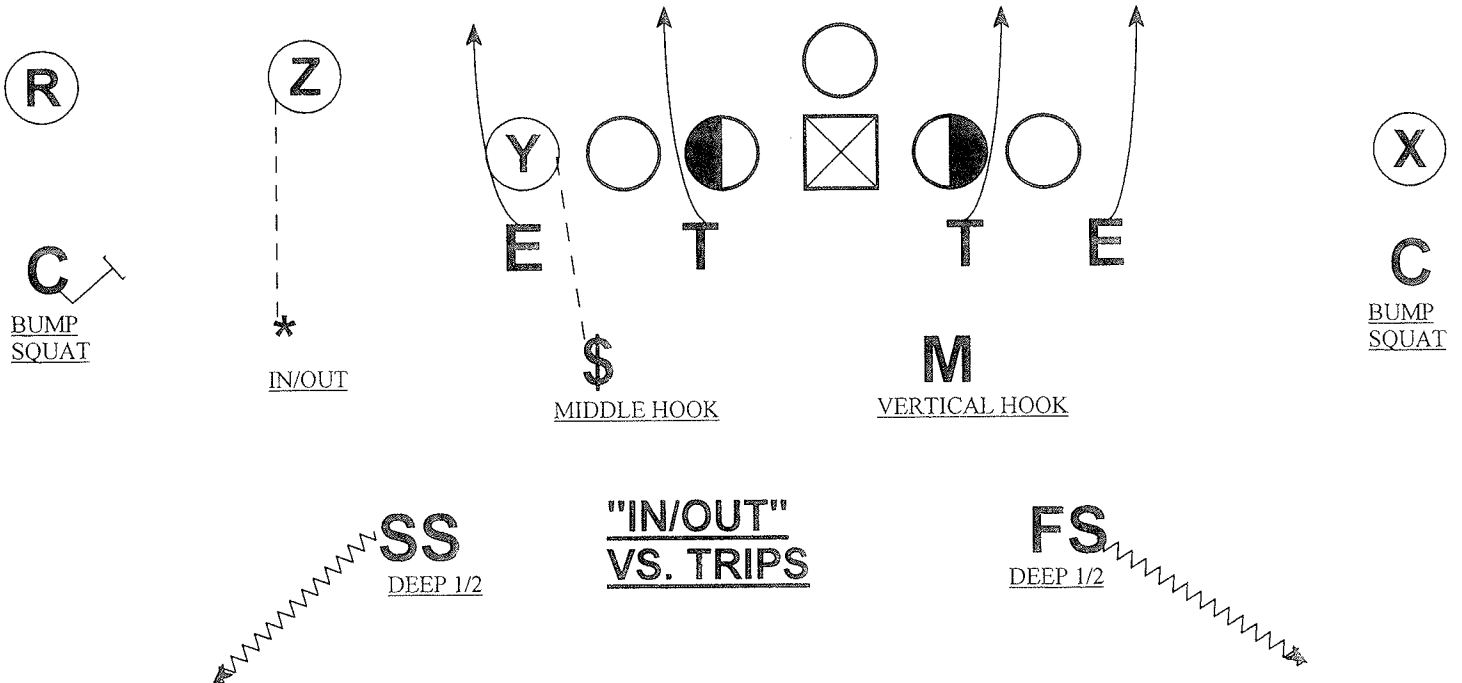 R
Z
Y
X
E
T
T
E
C
C
BUMP
SQUAT
BUMP
SQUAT
*
IN/OUT
$
MIDDLE HOOK
M
VERTICAL HOOK
SS
DEEP 1/2
"IN/OUT"
VS. TRIPS
FS
DEEP 1/2